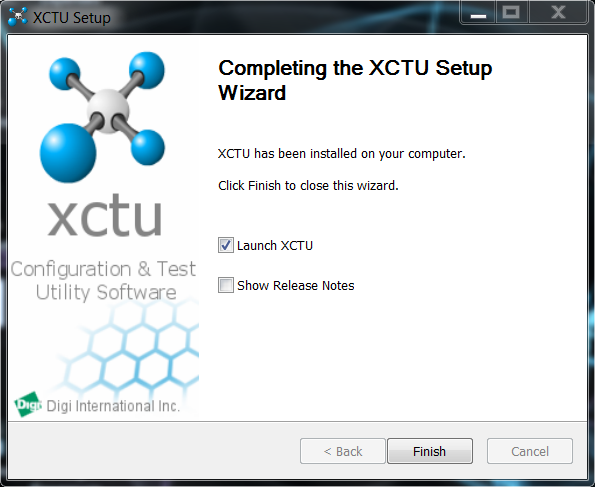 XCTU Setup
Completing the XCTU Setup
Wizard
XCTU has been installed on your computer.
Click Finish to close this wizard.
Launch XCTU
Show Release Notes
xctu
Configuration & Test
Utility Software
Digi Digi International Inc.
< Back
Finish
Cancel